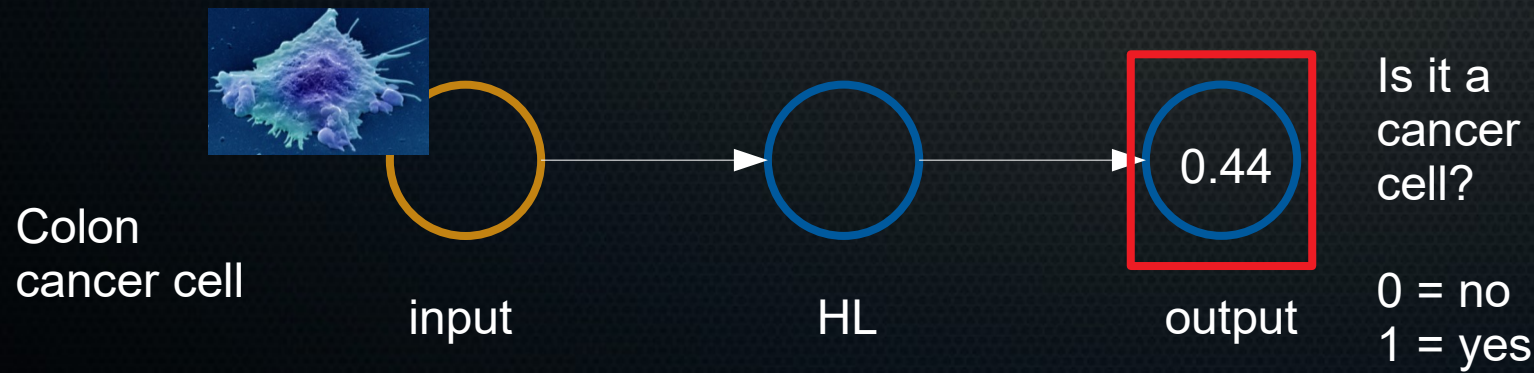 Colon
cancer cell
input
HL
0.44
output
Is it a
cancer
cell?
0 = no
1 = yes